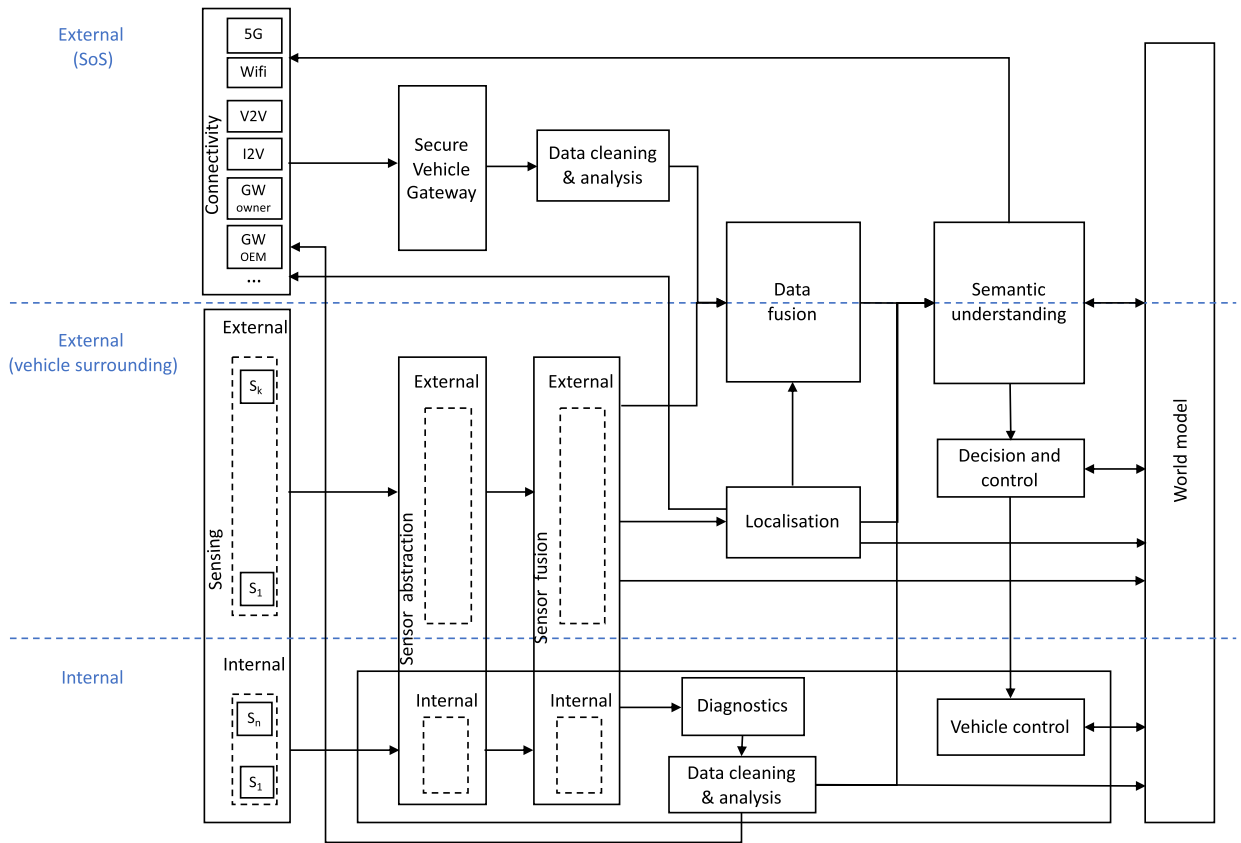 External
(SoS)
Connectivity
5G
Wifi
V2V
I2V
GW
owner
GW
OEM
...
Secure
Vehicle
Gateway
Data cleaning
& analysis
Data
fusion
Semantic
understanding
World model
External
(vehicle surrounding)
Sensing
External
Sk
S1
Sensor abstraction
External
Sensor fusion
External
Localisation
Decision and
control
Internal
Internal
Sn
S1
Internal
Internal
Diagnostics
Data cleaning
& analysis
Vehicle control